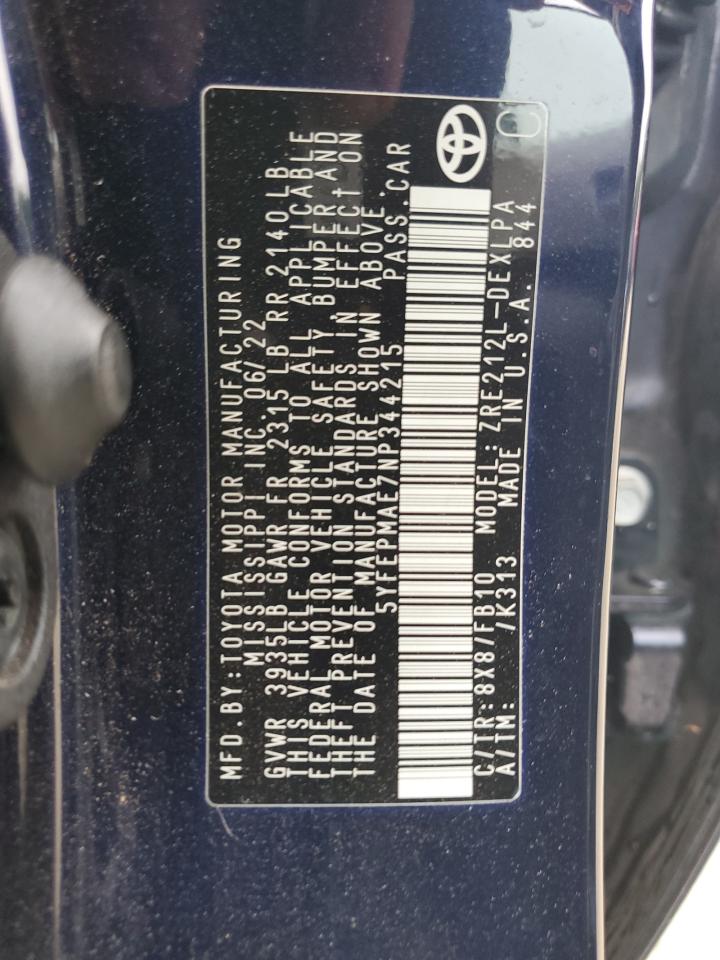 MFD.BY:TOYOTA MOTOR MANUFACTURING
MISSISSIPPI INC. 06/22
GVWR 3935LB GAWR FR 2315 LB RR 2140 LB
THIS VEHICLE CONFORMS TO ALL APPLICABLE
FEDERAL MOTOR VEHICLE SAFETY, BUMPER AND
THEFT PREVENTION STANDARDS IN EFFECT ON
THE DATE OF MANUFACTURE SHOWN ABOVE.
5YFEPMAE7NP344215 PASS.CAR
C/TR:8X8/FB10 MODEL:ZRE212L-DEXLPA
A/TM: /K313 MADE IN U.S.A. 844